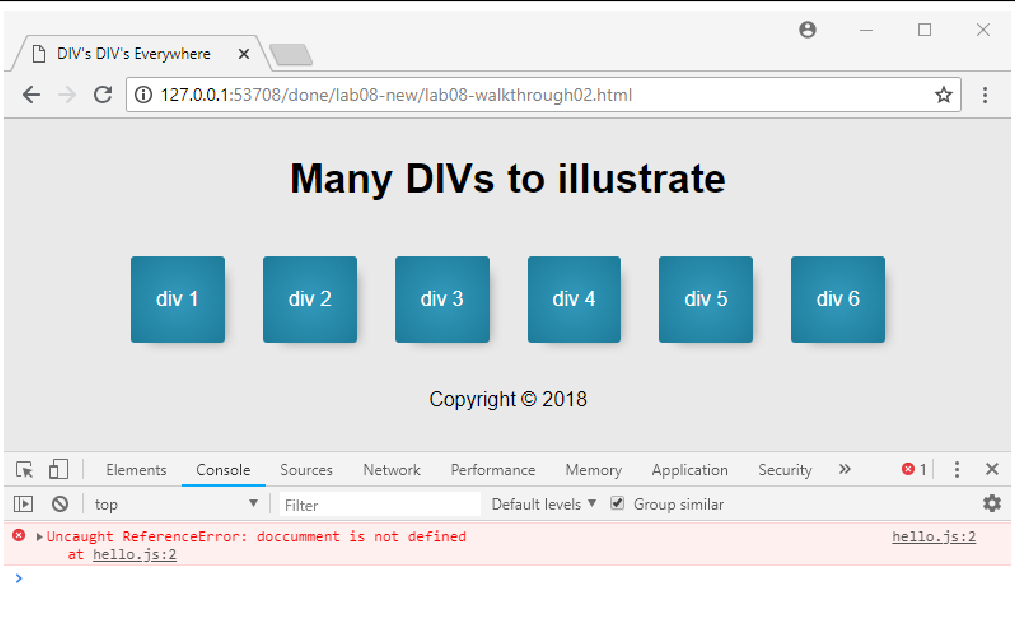 DIV's DIV's Everywhere
127.0.0.1:53708/done/lab08-new/lab08-walkthrough02.html
Many DIVs to illustrate
div 1 div 2 div 3 div 4 div 5 div 6
Copyright © 2018
Elements Console Sources Network Performance Memory Application Security » 1
top Filter Default levels Group similar
Uncaught ReferenceError: doccumment is not defined hello.js:2
at hello.js:2
>